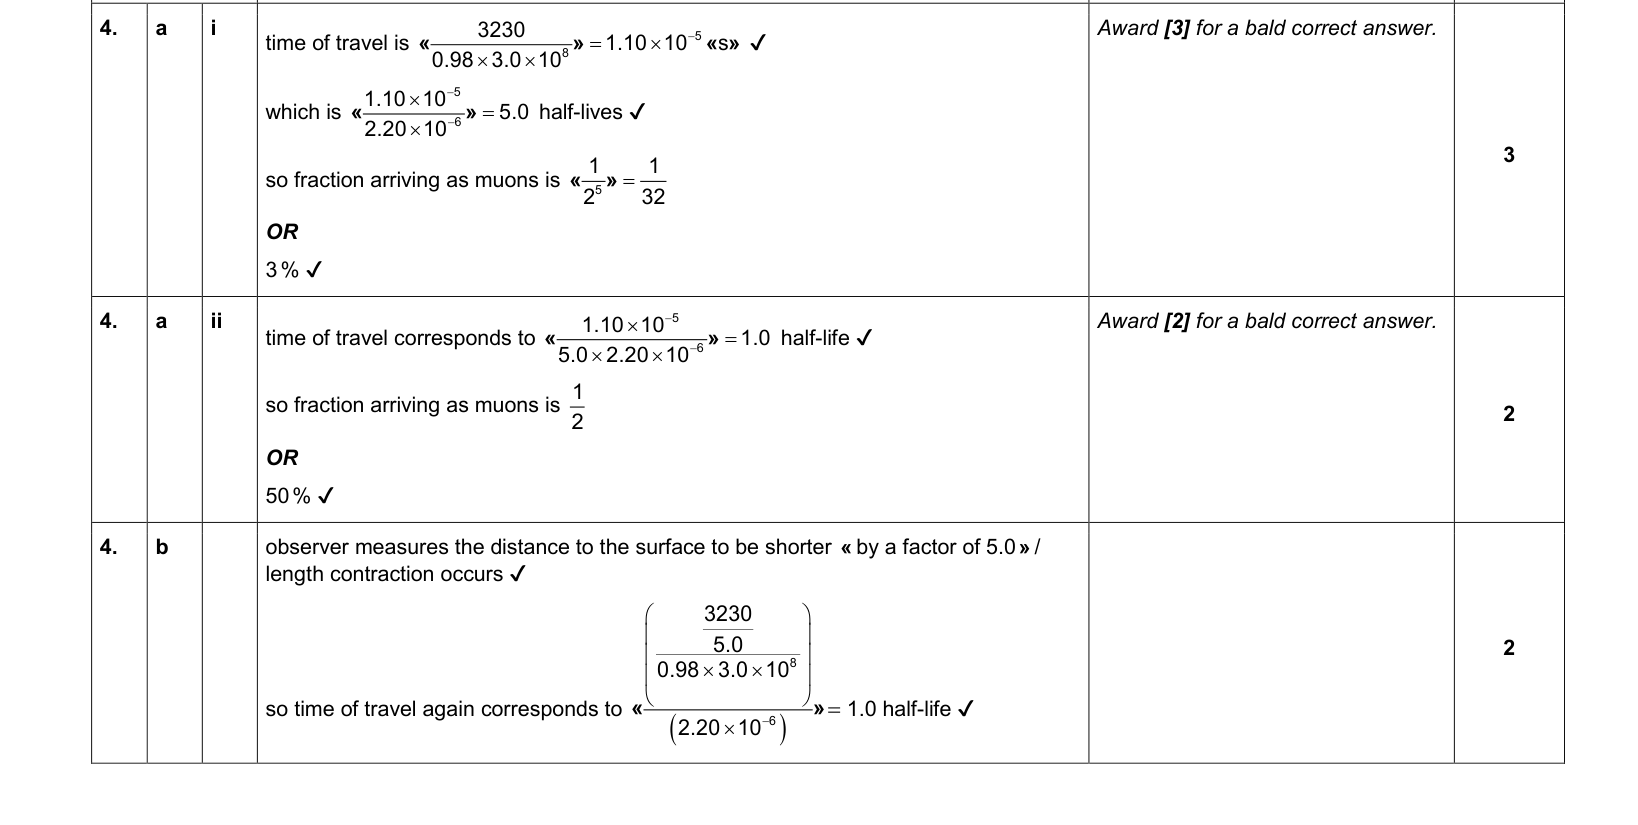 4. a i time of travel is « 3230 / 0.98 × 3.0 × 10⁸ » = 1.10 × 10⁻⁵ «s» ✓ Award [3] for a bald correct answer.
which is « 1.10 × 10⁻⁵ / 2.20 × 10⁻⁶ » = 5.0 half-lives ✓
3
so fraction arriving as muons is « 1 / 2⁵ » = 1 / 32
OR
3 % ✓
4. a ii time of travel corresponds to « 1.10 × 10⁻⁵ / 5.0 × 2.20 × 10⁻⁶ » = 1.0 half-life ✓ Award [2] for a bald correct answer.
so fraction arriving as muons is 1 / 2
2
OR
50 % ✓
4. b observer measures the distance to the surface to be shorter « by a factor of 5.0 » /
length contraction occurs ✓
2
so time of travel again corresponds to « ( 3230 / 5.0 / 0.98 × 3.0 × 10⁸ ) / (2.20 × 10⁻⁶) » = 1.0 half-life ✓